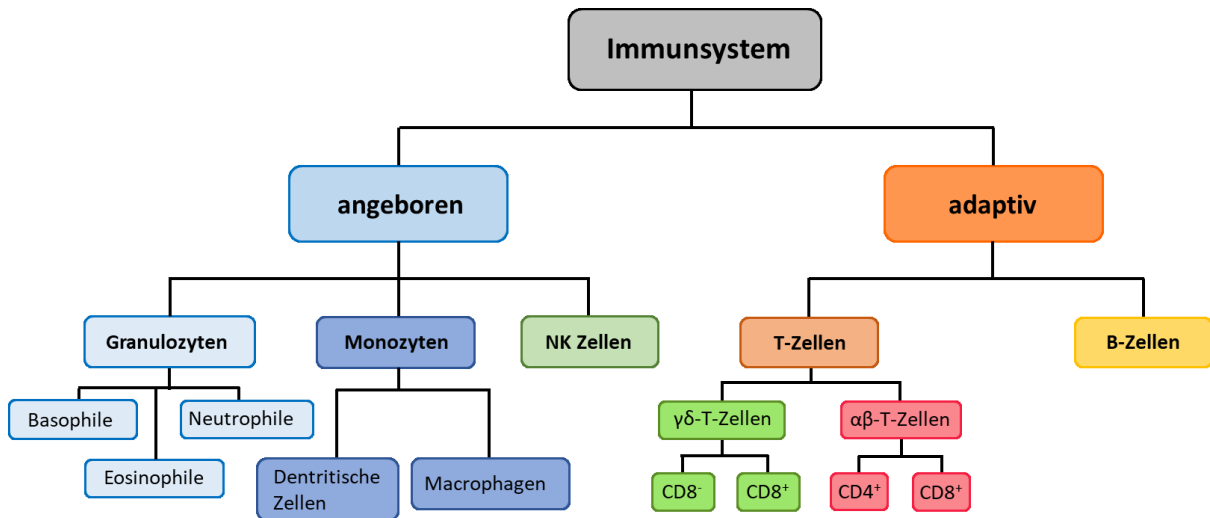 Immunsystem
angeboren
adaptiv
Granulozyten
Monozyten
NK Zellen
T-Zellen
B-Zellen
Basophile
Neutrophile
γδ-T-Zellen
αβ-T-Zellen
Eosinophile
Dentritische
Zellen
Macrophagen
CD8⁻
CD8⁺
CD4⁺
CD8⁺